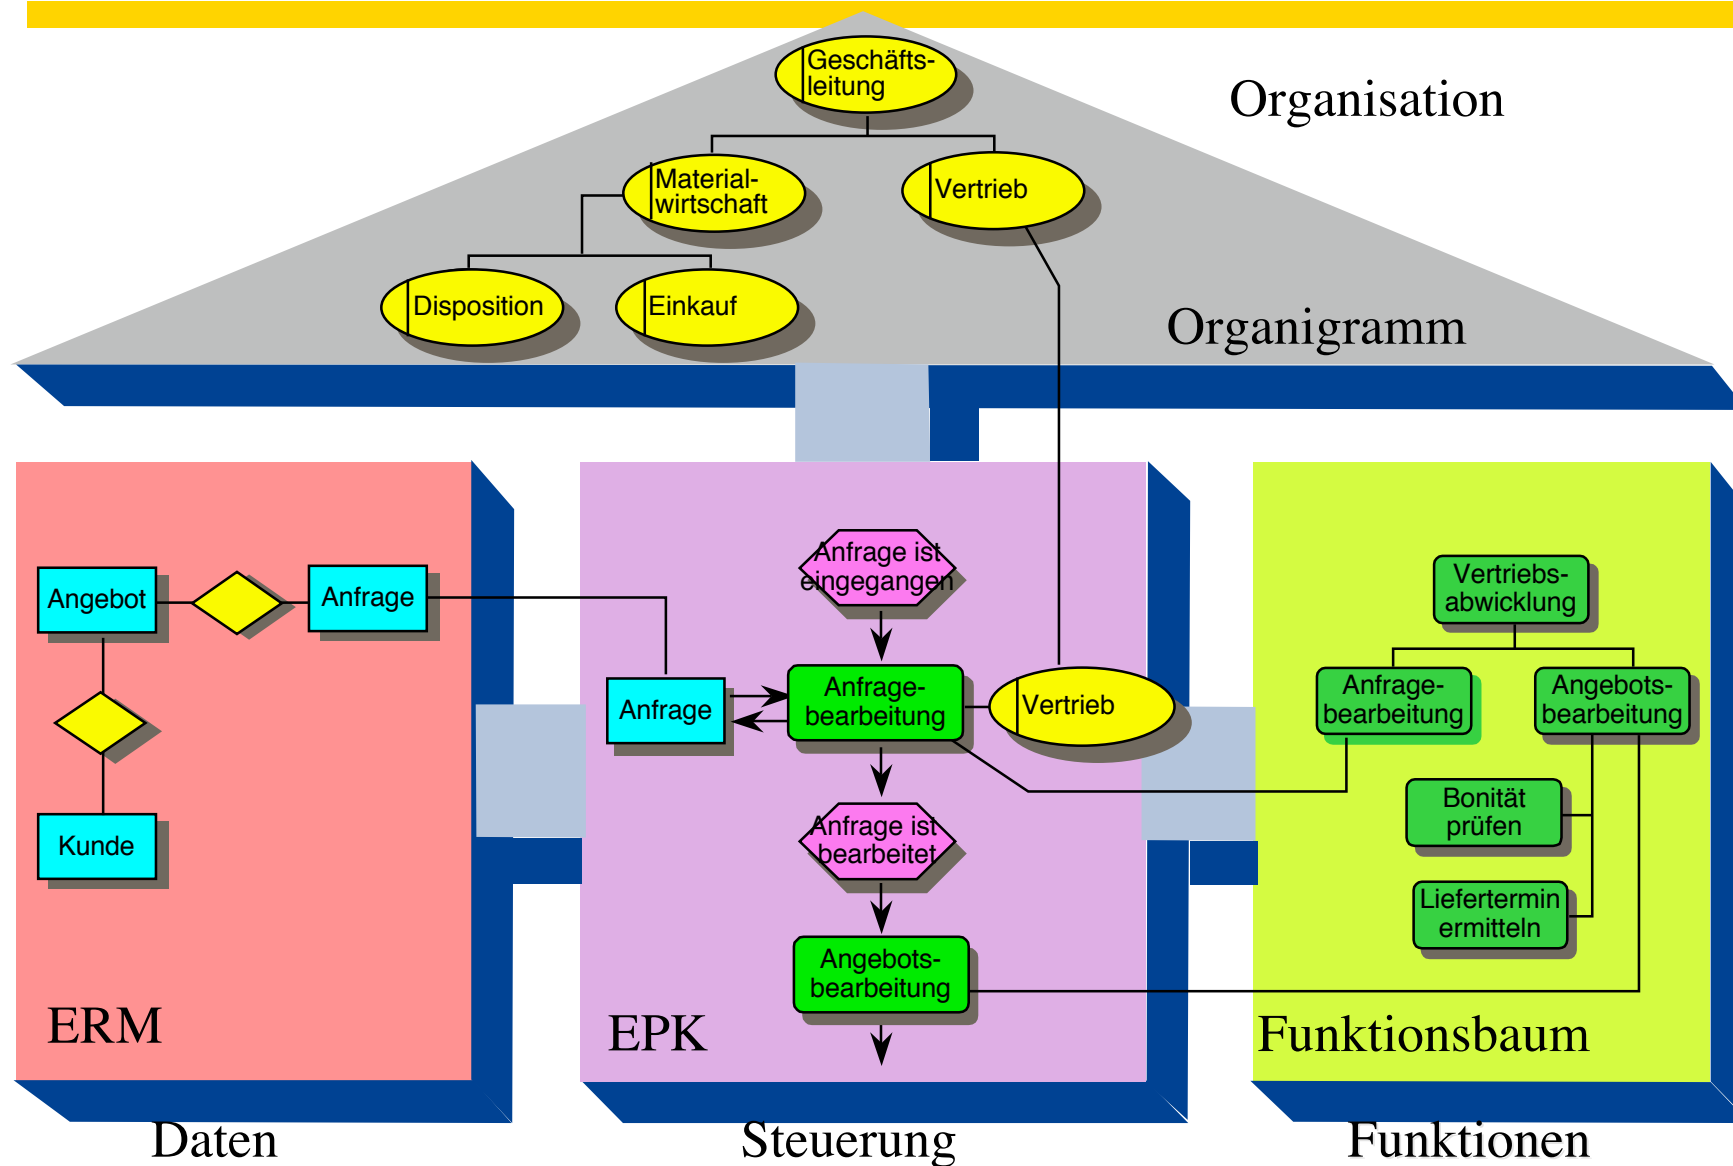 Geschäfts-
leitung
Organisation
Material-
wirtschaft
Vertrieb
Disposition
Einkauf
Organigramm
Angebot
Anfrage
Kunde
ERM
Daten
Anfrage ist
eingegangen
Anfrage
Anfrage-
bearbeitung
Vertrieb
Anfrage ist
bearbeitet
Angebots-
bearbeitung
EPK
Steuerung
Vertriebs-
abwicklung
Anfrage-
bearbeitung
Angebots-
bearbeitung
Bonität
prüfen
Liefertermin
ermitteln
Funktionsbaum
Funktionen